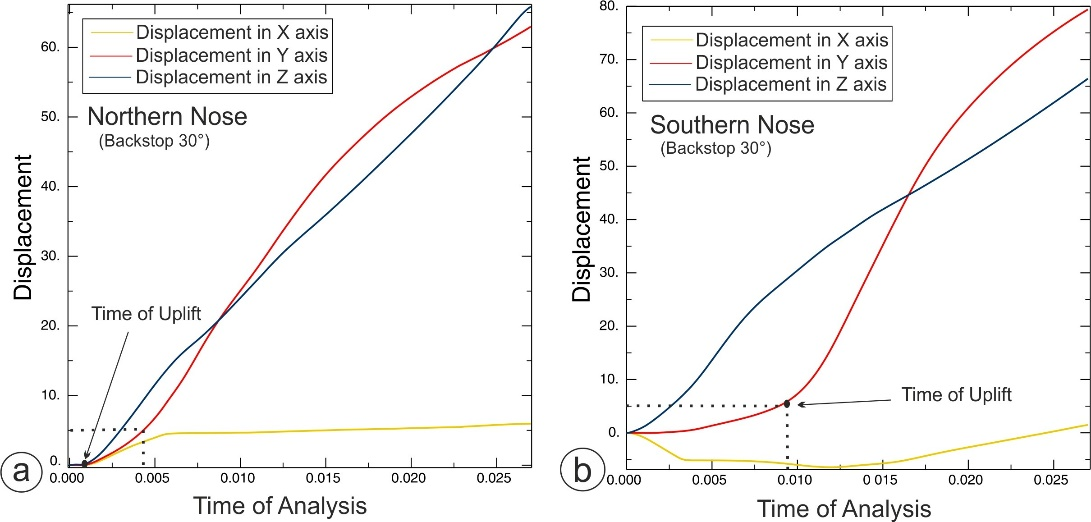 Displacement in X axis
Displacement in Y axis
Displacement in Z axis
Northern Nose
(Backstop 30°)
Time of Uplift
Displacement
60.
50.
40.
30.
20.
10.
0.
0.000
0.005
0.010
0.015
0.020
0.025
Time of Analysis
a
Displacement in X axis
Displacement in Y axis
Displacement in Z axis
Southern Nose
(Backstop 30°)
Time of Uplift
Displacement
80.
70.
60.
50.
40.
30.
20.
10.
0.
0.000
0.005
0.010
0.015
0.020
0.025
Time of Analysis
b